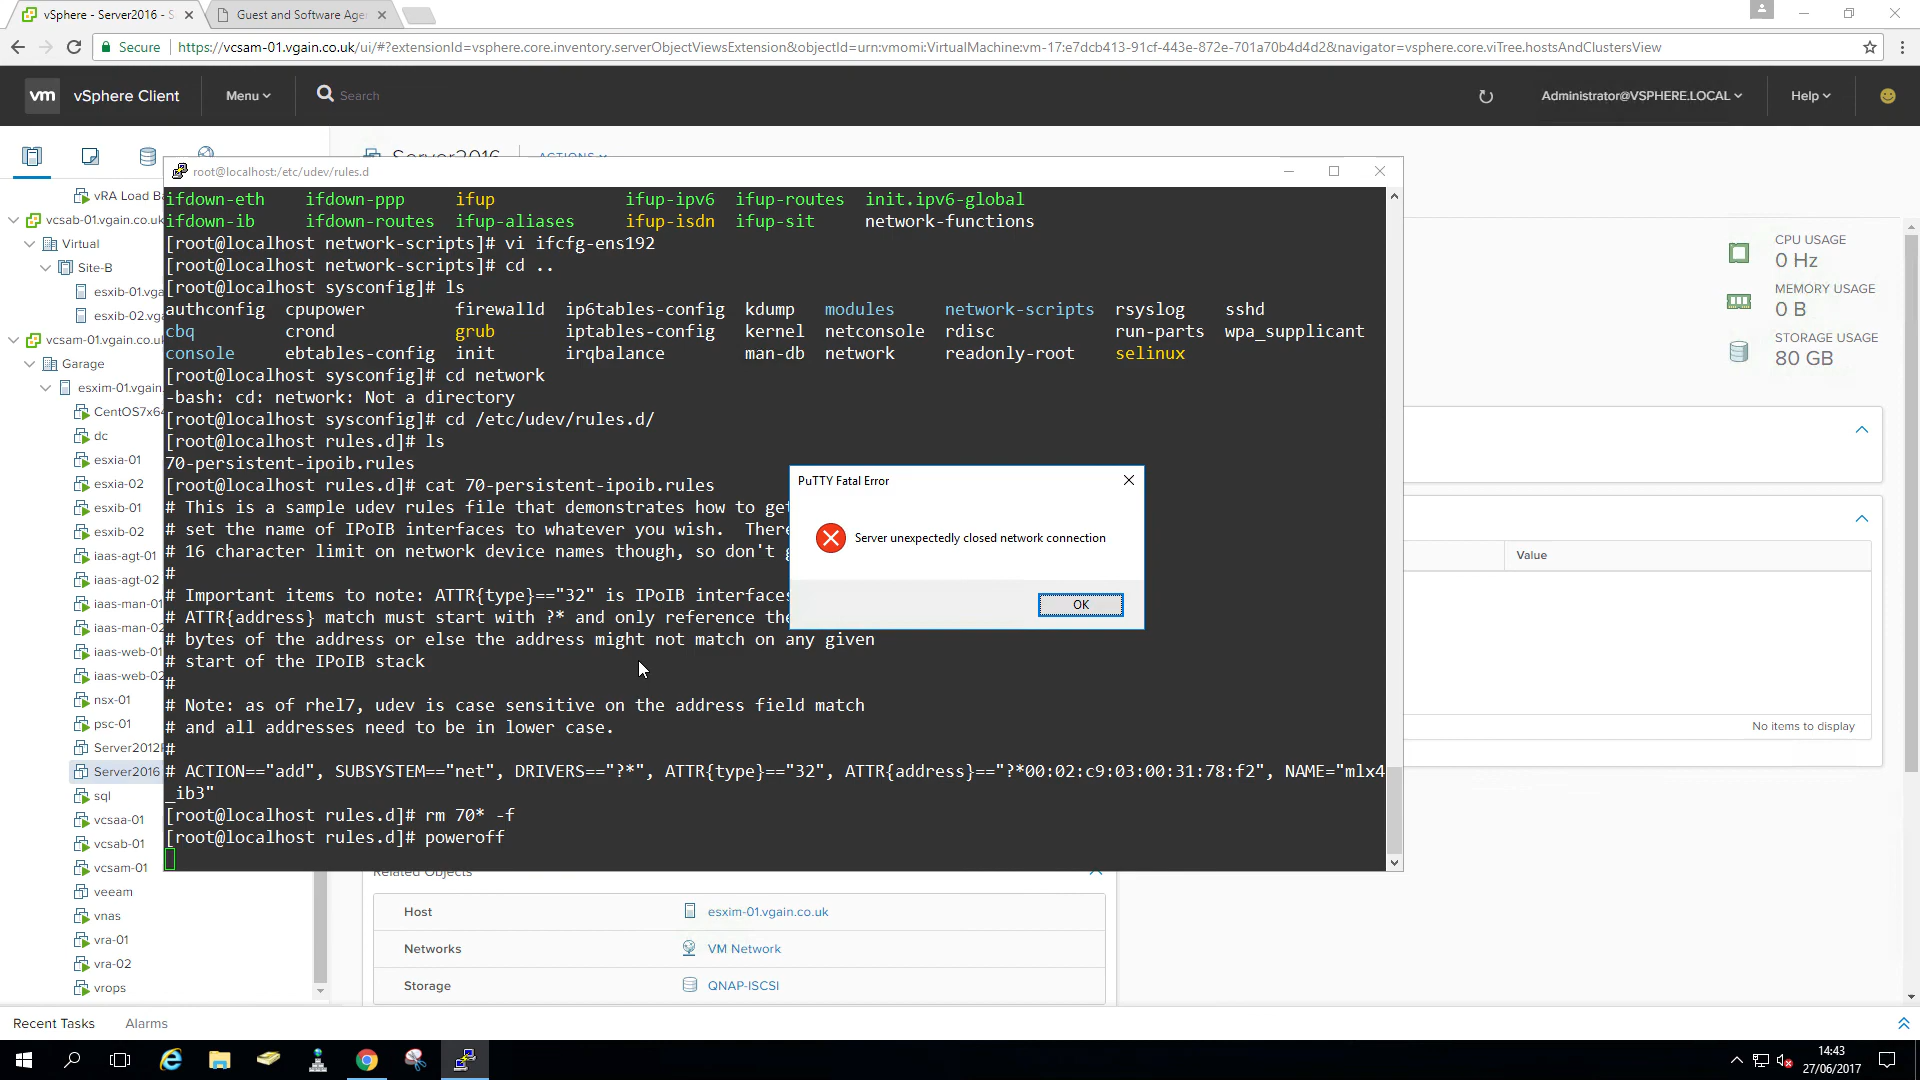 vSphere - Server2016 - S
Guest and Software Age
Secure
https://vcsam-01.vgain.co.uk/ui/#?extensionId=vsphere.core.inventory.serverObjectViewsExtension&objectId=urn:vmomi:VirtualMachine:vm-17:e7dcb413-91cf-443e-872e-701a70b4d4d2&navigator=vsphere.core.viTree.hostsAndClustersView
vm
vSphere Client
Menu
Search
Administrator@VSPHERE.LOCAL
Help
Server2016
ACTIONS
vRA Load Ba
vcsab-01.vgain.co.uk
Virtual
Site-B
esxib-01.vga
esxib-02.vga
vcsam-01.vgain.co.uk
Garage
esxim-01.vgain.
CentOS7x64
dc
esxia-01
esxia-02
esxib-01
esxib-02
iaas-agt-01
iaas-agt-02
iaas-man-01
iaas-man-02
iaas-web-01
iaas-web-02
nsx-01
psc-01
Server2012
Server2016
sql
vcsaa-01
vcsab-01
vcsam-01
veeam
vnas
vra-01
vra-02
vrops
root@localhost:/etc/udev/rules.d
ifdown-eth ifdown-ppp ifup ifup-ipv6 ifup-routes init.ipv6-global
ifdown-ib ifdown-routes ifup-aliases ifup-isdn ifup-sit network-functions
[root@localhost network-scripts]# vi ifcfg-ens192
[root@localhost network-scripts]# cd ..
[root@localhost sysconfig]# ls
authconfig cpupower firewalld ip6tables-config kdump modules network-scripts rsyslog sshd
cbq crond grub iptables-config kernel netconsole rdisc run-parts wpa_supplicant
console ebtables-config init irqbalance man-db network readonly-root selinux
[root@localhost sysconfig]# cd network
-bash: cd: network: Not a directory
[root@localhost sysconfig]# cd /etc/udev/rules.d/
[root@localhost rules.d]# ls
70-persistent-ipoib.rules
[root@localhost rules.d]# cat 70-persistent-ipoib.rules
# This is a sample udev rules file that demonstrates how to get
# set the name of IPoIB interfaces to whatever you wish. There
# 16 character limit on network device names though, so don't g
#
# Important items to note: ATTR{type}=="32" is IPoIB interfaces
# ATTR{address} match must start with ?* and only reference the
# bytes of the address or else the address might not match on any given
# start of the IPoIB stack
#
# Note: as of rhel7, udev is case sensitive on the address field match
# and all addresses need to be in lower case.
#
# ACTION=="add", SUBSYSTEM=="net", DRIVERS=="?*", ATTR{type}=="32", ATTR{address}=="?*00:02:c9:03:00:31:78:f2", NAME="mlx4
_ib3"
[root@localhost rules.d]# rm 70* -f
[root@localhost rules.d]# poweroff
PuTTY Fatal Error
Server unexpectedly closed network connection
OK
CPU USAGE
0 Hz
MEMORY USAGE
0 B
STORAGE USAGE
80 GB
Value
No items to display
Related Objects
Host esxim-01.vgain.co.uk
Networks VM Network
Storage QNAP-ISCSI
Recent Tasks
Alarms
14:43
27/06/2017